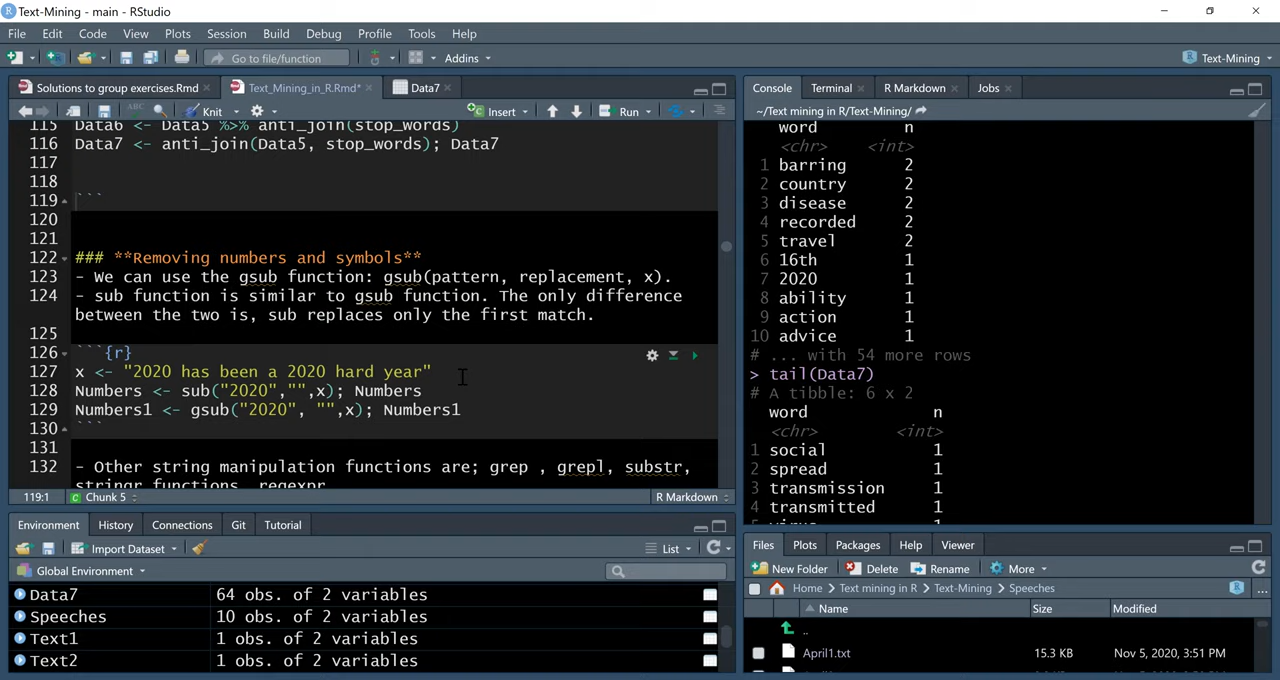 Text-Mining - main - RStudio
File Edit Code View Plots Session Build Debug Profile Tools Help
Go to file/function Addins Text-Mining
Solutions to group exercises.Rmd Text_Mining_in_R.Rmd* Data7
ABC Knit Insert Run
115 Data6 <- Data5 %>% anti_join(stop_words)
116 Data7 <- anti_join(Data5, stop_words); Data7
117
118
119 ```
120
121
122 ### **Removing numbers and symbols**
123 - We can use the gsub function: gsub(pattern, replacement, x).
124 - sub function is similar to gsub function. The only difference
between the two is, sub replaces only the first match.
125
126 ```{r}
127 x <- "2020 has been a 2020 hard year"
128 Numbers <- sub("2020","",x); Numbers
129 Numbers1 <- gsub("2020", "",x); Numbers1
130 ```
131
132 - Other string manipulation functions are; grep , grepl, substr,
stringr functions, regexpr
119:1 Chunk 5 R Markdown
Environment History Connections Git Tutorial
Import Dataset List
Global Environment
Data7 64 obs. of 2 variables
Speeches 10 obs. of 2 variables
Text1 1 obs. of 2 variables
Text2 1 obs. of 2 variables
Console Terminal R Markdown Jobs
~/Text mining in R/Text-Mining/
word n
<chr> <int>
1 barring 2
2 country 2
3 disease 2
4 recorded 2
5 travel 2
6 16th 1
7 2020 1
8 ability 1
9 action 1
10 advice 1
# ... with 54 more rows
> tail(Data7)
# A tibble: 6 x 2
word n
<chr> <int>
1 social 1
2 spread 1
3 transmission 1
4 transmitted 1
5 virus 1
Files Plots Packages Help Viewer
New Folder Delete Rename More
Home > Text mining in R > Text-Mining > Speeches ...
Name Size Modified
..
April1.txt 15.3 KB Nov 5, 2020, 3:51 PM